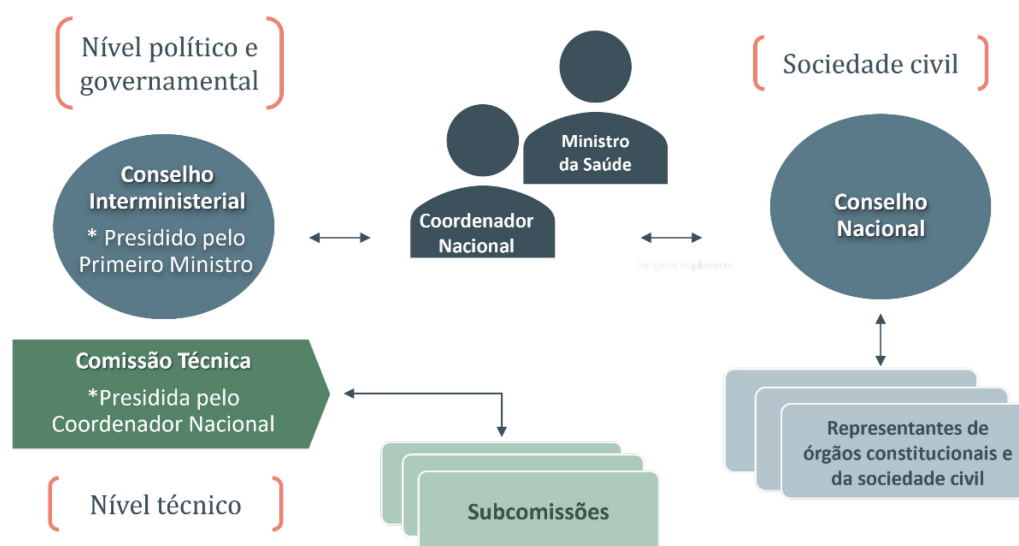 Nível político e
governamental
Sociedade civil
Ministro
da Saúde
Coordenador
Nacional
Conselho
Interministerial
* Presidido pelo
Primeiro Ministro
Conselho
Nacional
Comissão Técnica
*Presidida pelo
Coordenador Nacional
Representantes de
órgãos constitucionais e
da sociedade civil
Nível técnico
Subcomissões